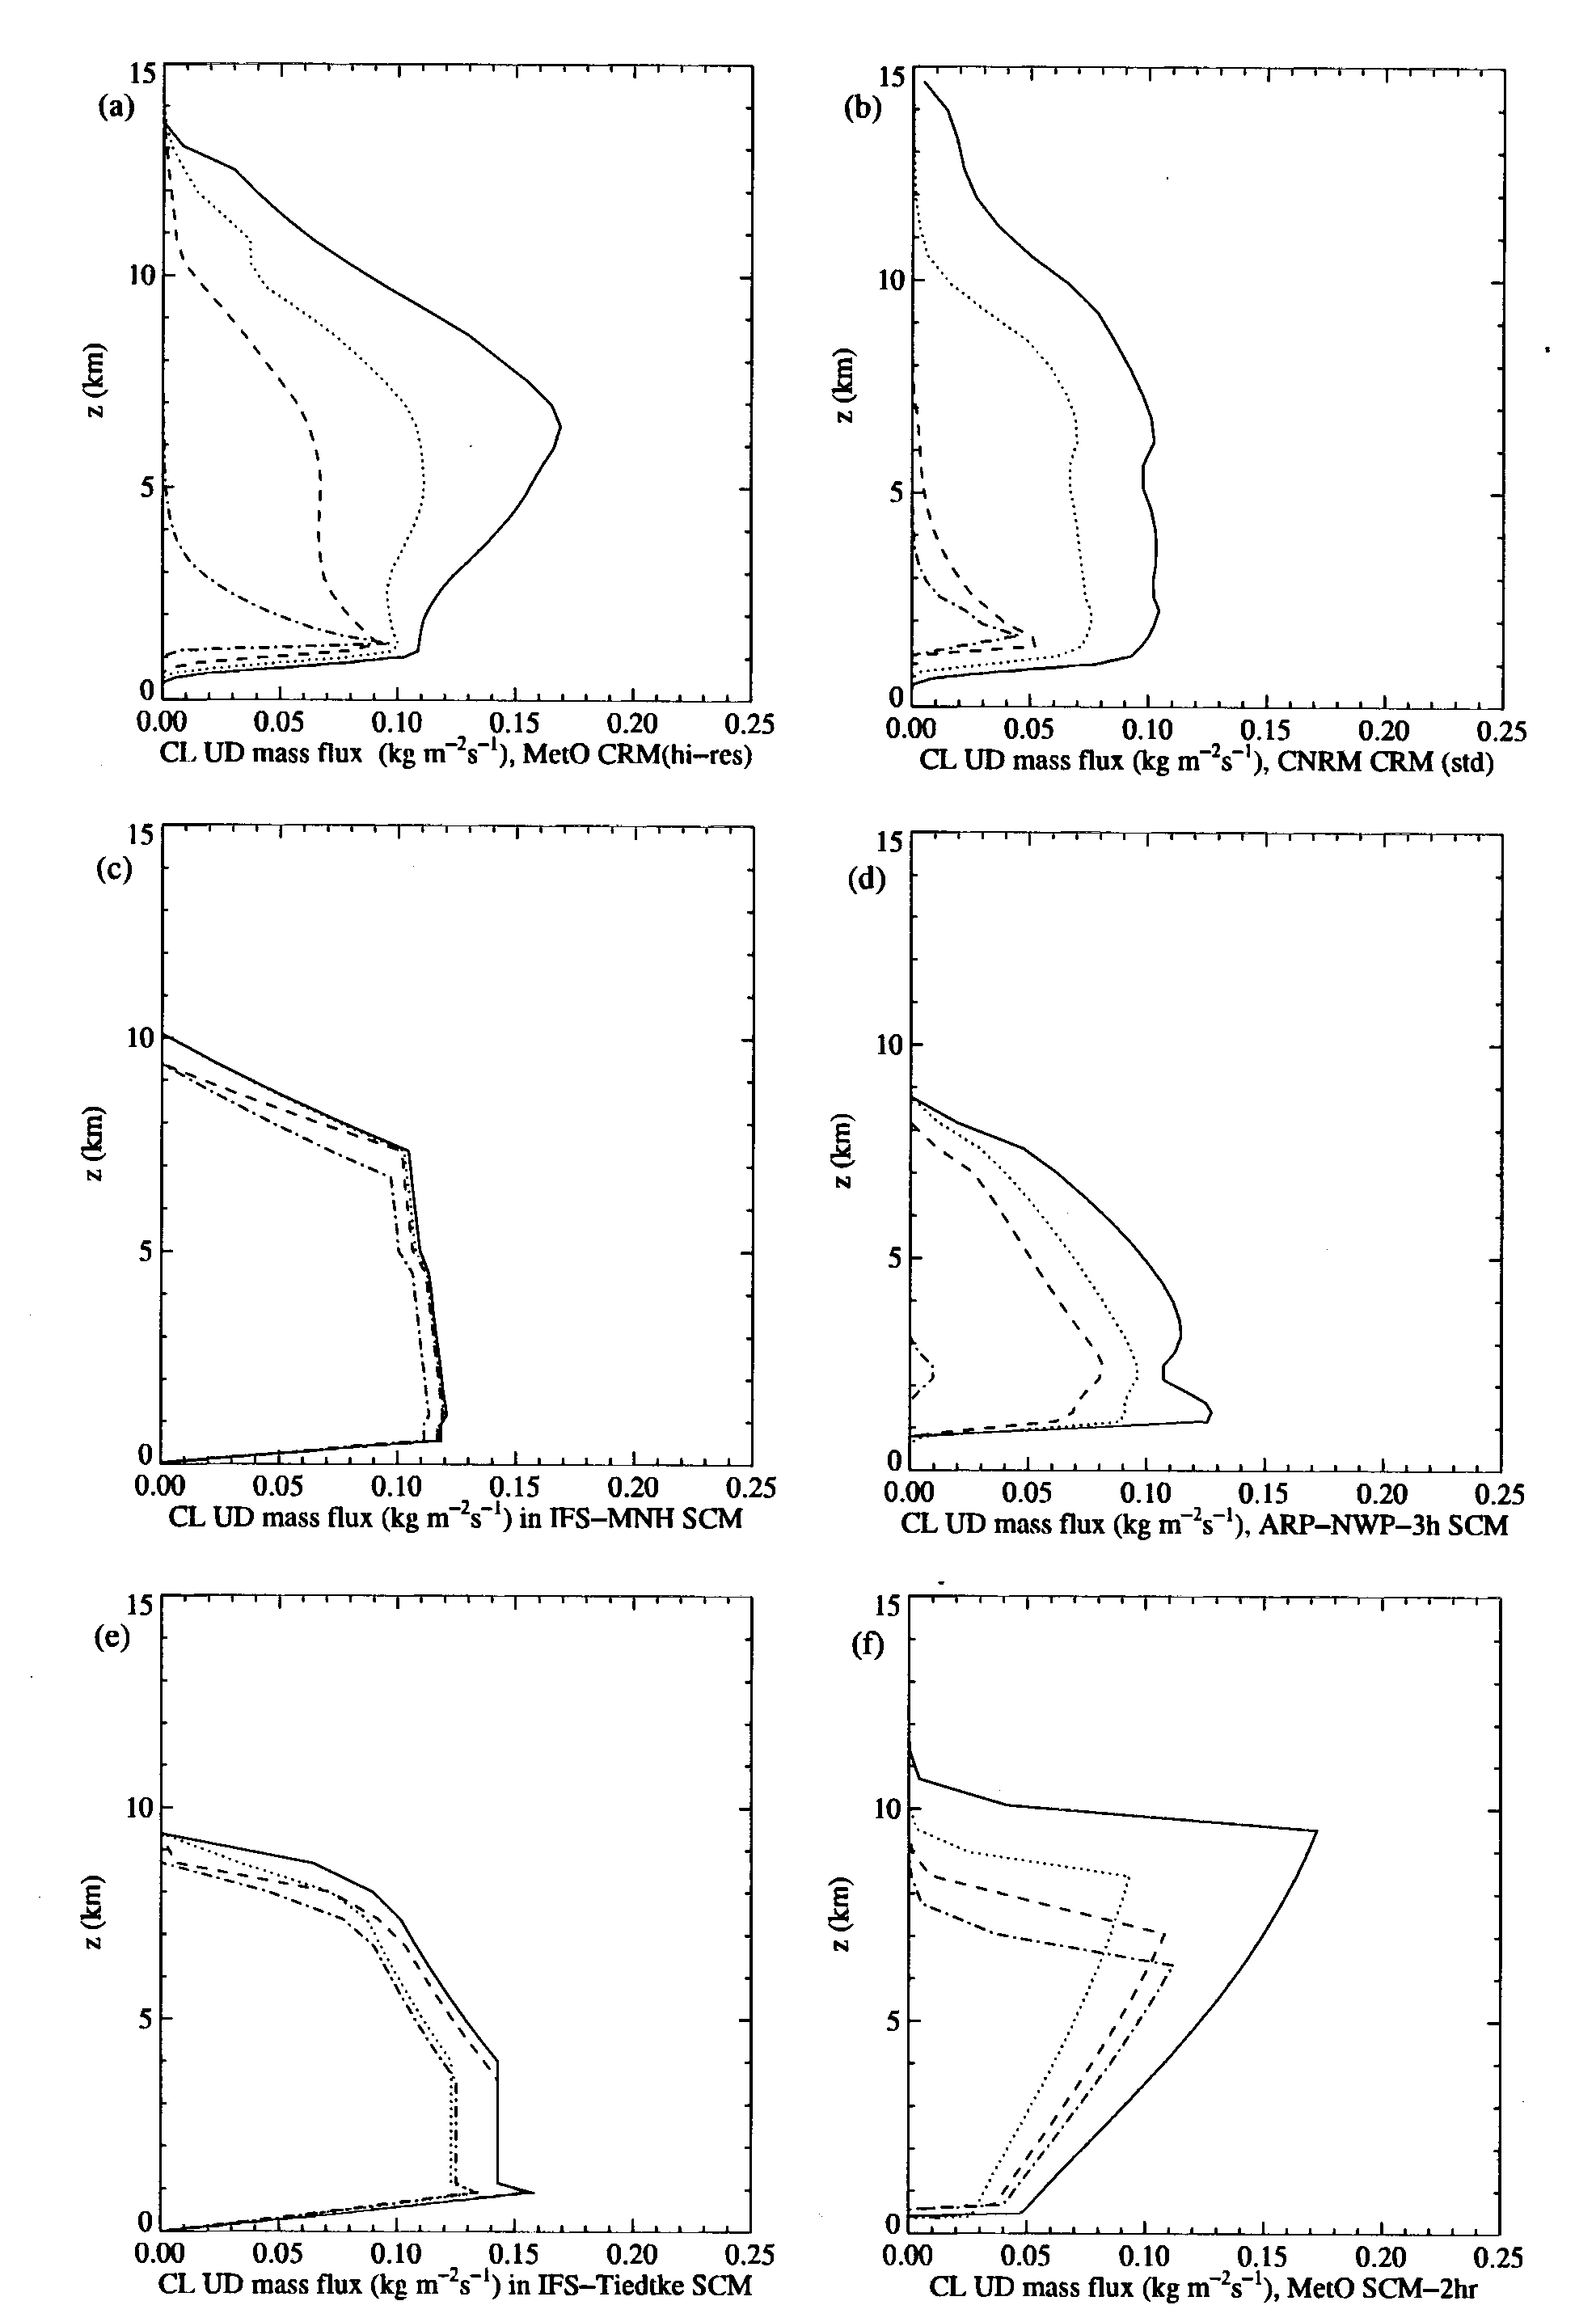 (a)
15
10
5
0
z (km)
0.00 0.05 0.10 0.15 0.20 0.25
CL UD mass flux (kg m⁻²s⁻¹), MetO CRM(hi–res)
(b)
15
10
5
0
z (km)
0.00 0.05 0.10 0.15 0.20 0.25
CL UD mass flux (kg m⁻²s⁻¹), CNRM CRM (std)
(c)
15
10
5
0
z (km)
0.00 0.05 0.10 0.15 0.20 0.25
CL UD mass flux (kg m⁻²s⁻¹) in IFS–MNH SCM
(d)
15
10
5
0
z (km)
0.00 0.05 0.10 0.15 0.20 0.25
CL UD mass flux (kg m⁻²s⁻¹), ARP–NWP–3h SCM
(e)
15
10
5
0
z (km)
0.00 0.05 0.10 0.15 0.20 0.25
CL UD mass flux (kg m⁻²s⁻¹) in IFS–Tiedtke SCM
(f)
15
10
5
0
z (km)
0.00 0.05 0.10 0.15 0.20 0.25
CL UD mass flux (kg m⁻²s⁻¹), MetO SCM–2hr